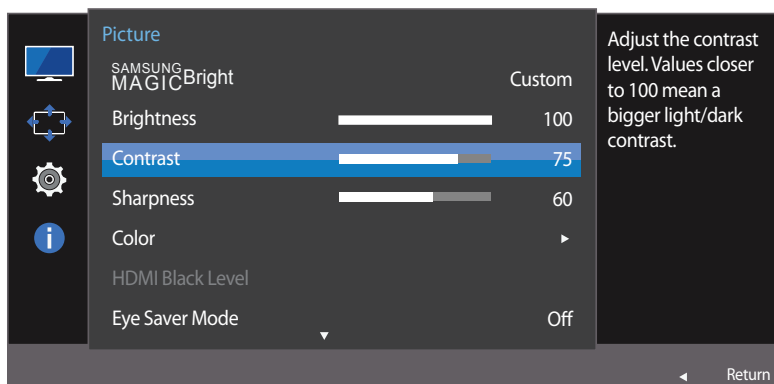 Picture
SAMSUNG
MAGICBright Custom
Brightness 100
Contrast 75
Sharpness 60
Color
HDMI Black Level
Eye Saver Mode Off
Adjust the contrast
level. Values closer
to 100 mean a
bigger light/dark
contrast.
Return